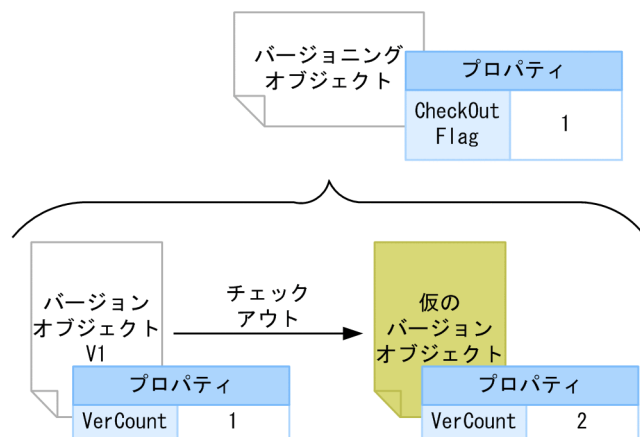 バージョニング
オブジェクト
プロパティ
CheckOut
Flag
1
バージョン
オブジェクト
V1
プロパティ
VerCount 1
チェック
アウト
仮の
バージョン
オブジェクト
プロパティ
VerCount 2